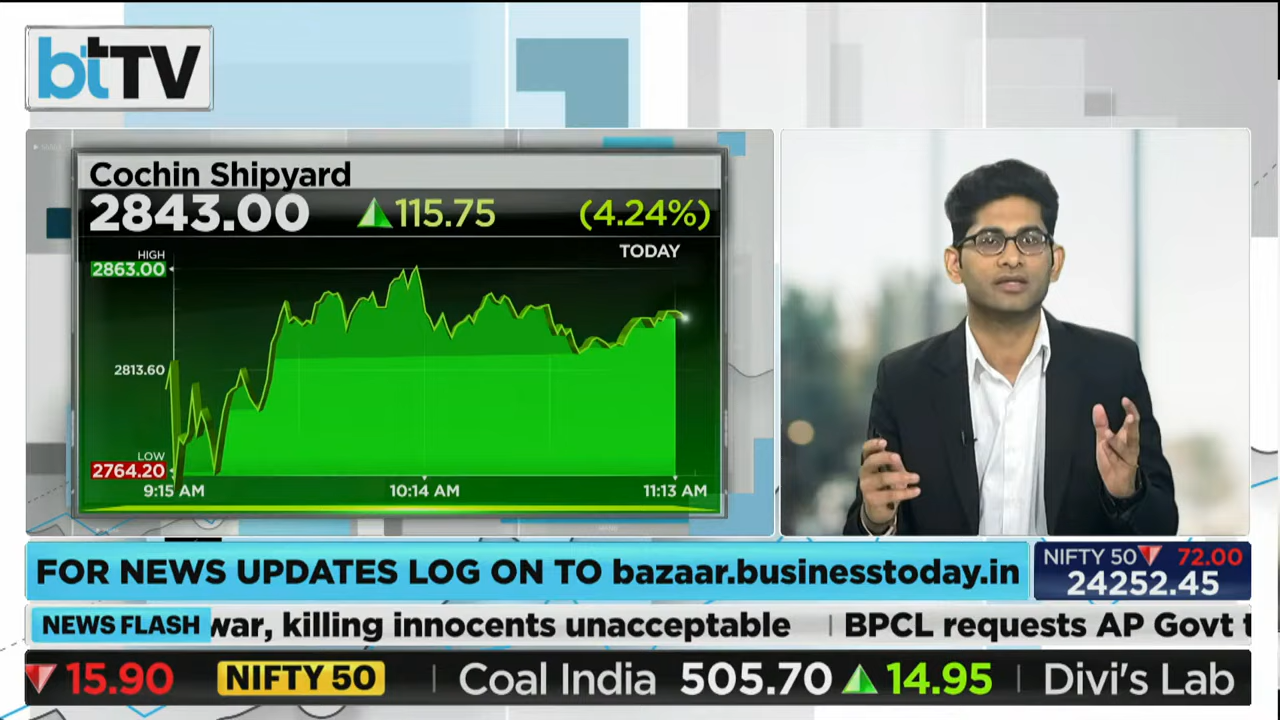 btTV
Cochin Shipyard
2843.00 ▲115.75 (4.24%)
TODAY
HIGH
2863.00
2813.60
LOW
2764.20
9:15 AM 10:14 AM 11:13 AM
FOR NEWS UPDATES LOG ON TO bazaar.businesstoday.in
NIFTY 50▼ 72.00
24252.45
NEWS FLASH war, killing innocents unacceptable | BPCL requests AP Govt
▼ 15.90 NIFTY 50 | Coal India 505.70 ▲ 14.95 | Divi's Lab